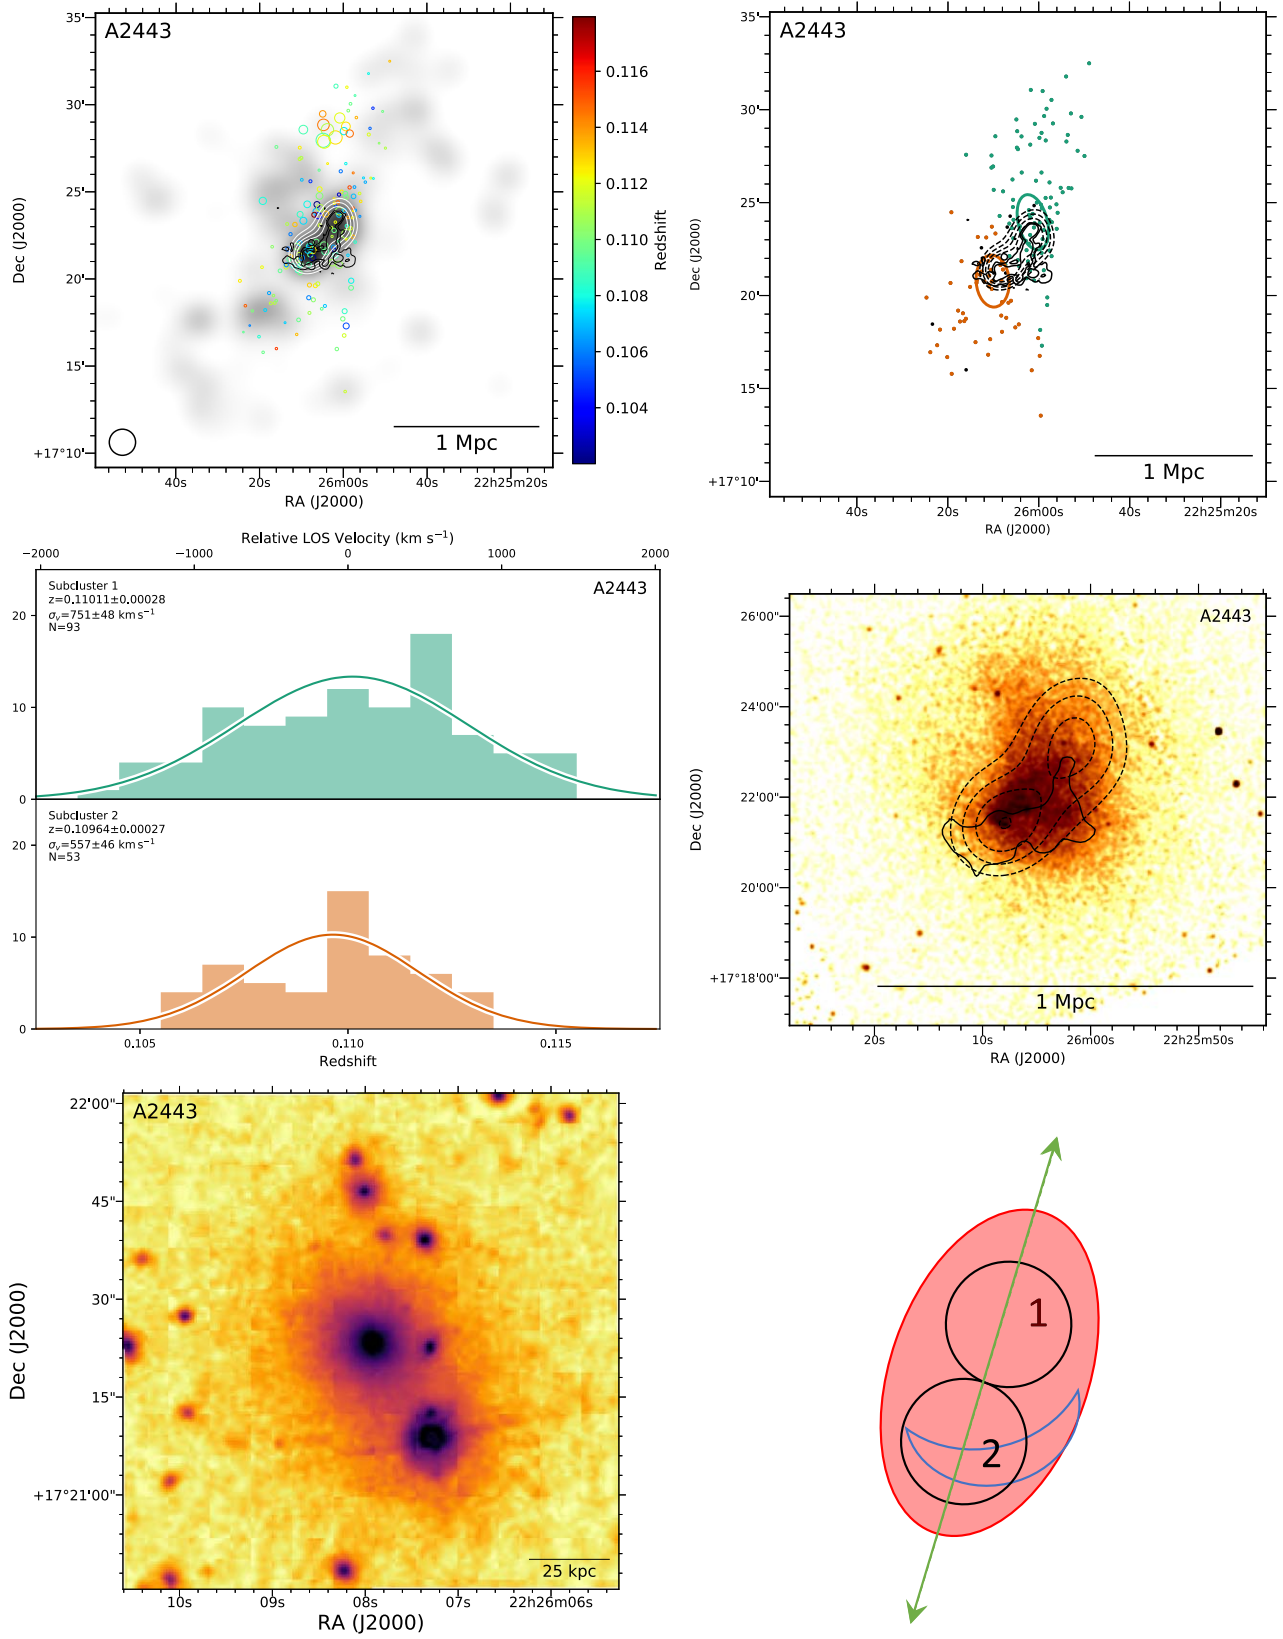 A2443
35'
30'
25'
20'
15'
+17°10'
Dec (J2000)
40s
20s
26m00s
40s
22h25m20s
RA (J2000)
1 Mpc
0.116
0.114
0.112
0.110
0.108
0.106
0.104
Redshift
A2443
35'
30'
25'
20'
15'
+17°10'
Dec (J2000)
40s
20s
26m00s
40s
22h25m20s
RA (J2000)
1 Mpc
Relative LOS Velocity (km s⁻¹)
−2000
−1000
0
1000
2000
Subcluster 1
z=0.11011±0.00028
σᵥ=751±48 km s⁻¹
N=93
A2443
20
10
0
Subcluster 2
z=0.10964±0.00027
σᵥ=557±46 km s⁻¹
N=53
20
10
0
0.105
0.110
0.115
Redshift
A2443
26'00"
24'00"
22'00"
20'00"
+17°18'00"
Dec (J2000)
1 Mpc
20s
10s
26m00s
22h25m50s
RA (J2000)
A2443
22'00"
45"
30"
15"
+17°21'00"
Dec (J2000)
25 kpc
10s
09s
08s
07s
22h26m06s
RA (J2000)
1
2